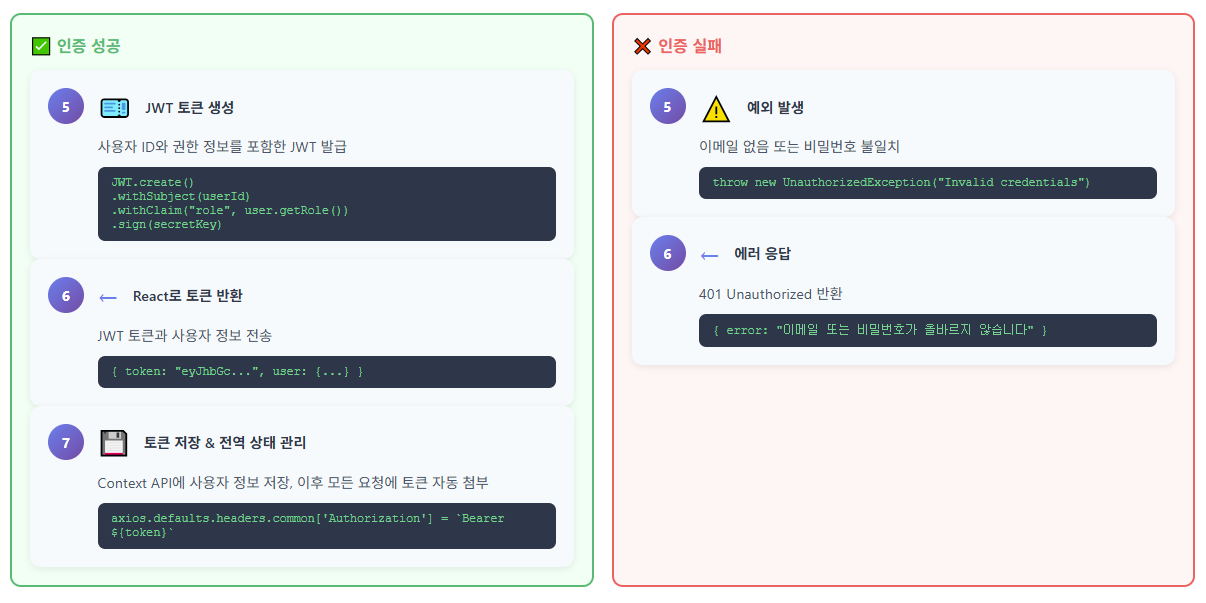 인증 성공
5
JWT 토큰 생성
사용자 ID와 권한 정보를 포함한 JWT 발급
JWT.create()
.withSubject(userId)
.withClaim("role", user.getRole())
.sign(secretKey)
6
← React로 토큰 반환
JWT 토큰과 사용자 정보 전송
{ token: "eyJhbGc...", user: {...} }
7
토큰 저장 & 전역 상태 관리
Context API에 사용자 정보 저장, 이후 모든 요청에 토큰 자동 첨부
axios.defaults.headers.common['Authorization'] = `Bearer
${token}`
인증 실패
5
예외 발생
이메일 없음 또는 비밀번호 불일치
throw new UnauthorizedException("Invalid credentials")
6
← 에러 응답
401 Unauthorized 반환
{ error: "이메일 또는 비밀번호가 올바르지 않습니다" }